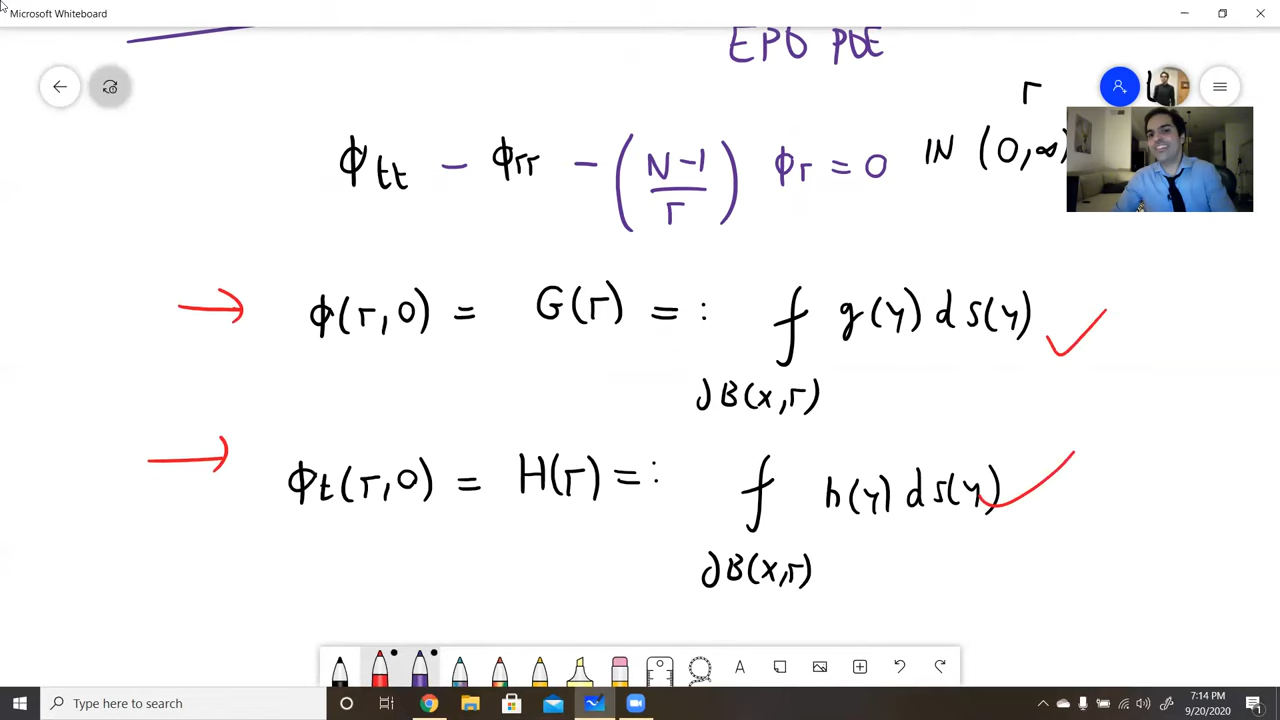 Microsoft Whiteboard
EPD PDE
ϕtt - ϕrr - (N-1/r) ϕr = 0 IN (0,∞)
r
→ ϕ(r,0) = G(r) =: ⨍ g(y) dS(y) ✓
∂B(x,r)
→ ϕt(r,0) = H(r) =: ⨍ h(y) dS(y) ✓
∂B(x,r)
A
Type here to search
7:14 PM
9/20/2020